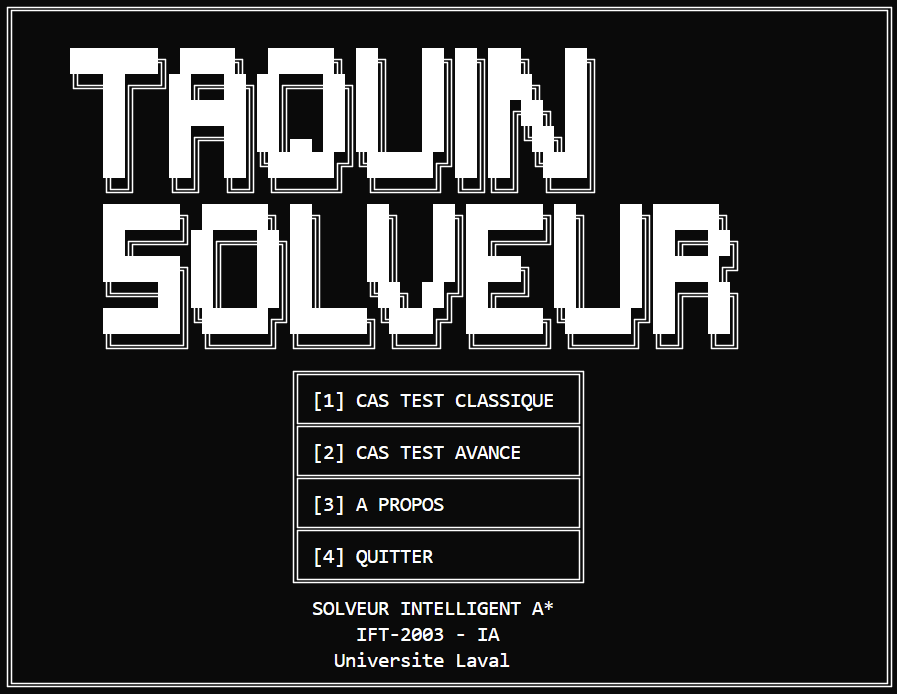 TAQUIN
SOLVEUR
[1] CAS TEST CLASSIQUE
[2] CAS TEST AVANCE
[3] A PROPOS
[4] QUITTER
SOLVEUR INTELLIGENT A*
IFT-2003 - IA
Universite Laval